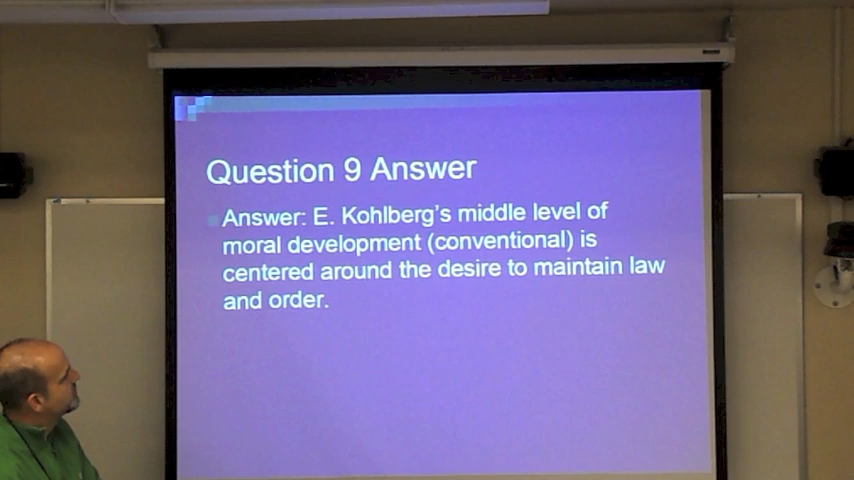 Question 9 Answer
Answer: E. Kohlberg's middle level of
moral development (conventional) is
centered around the desire to maintain law
and order.